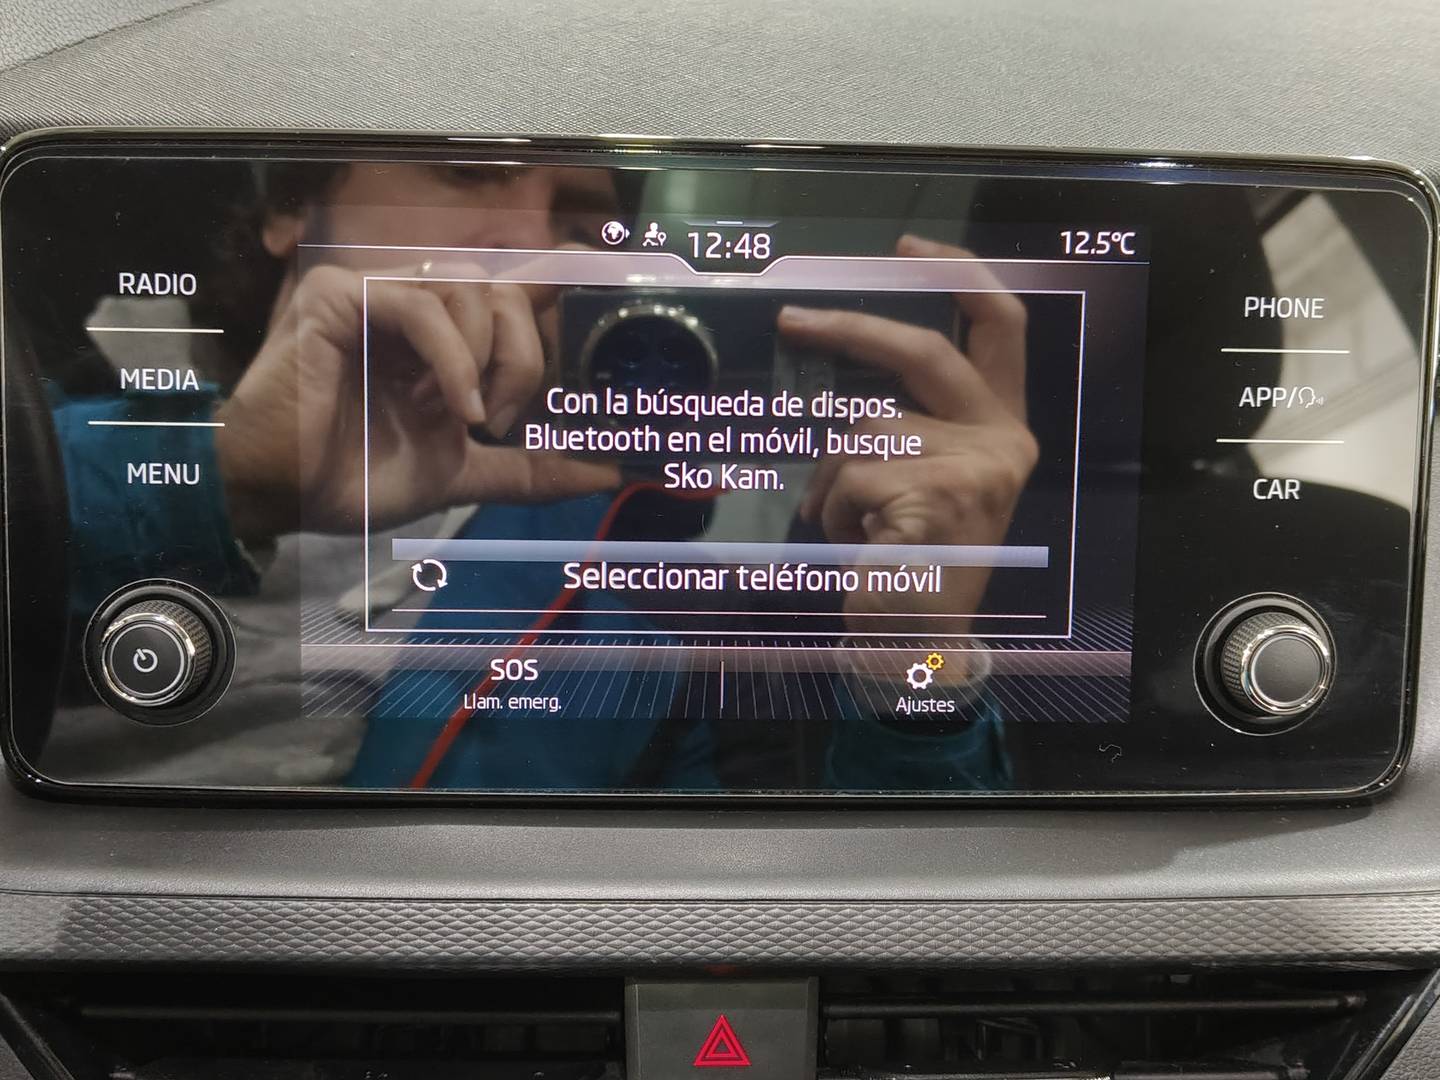 12:48
12.5°C
RADIO
MEDIA
MENU
PHONE
APP/
CAR
Con la búsqueda de dispos.
Bluetooth en el móvil, busque
Sko Kam.
Seleccionar teléfono móvil
SOS
Llam. emerg.
Ajustes